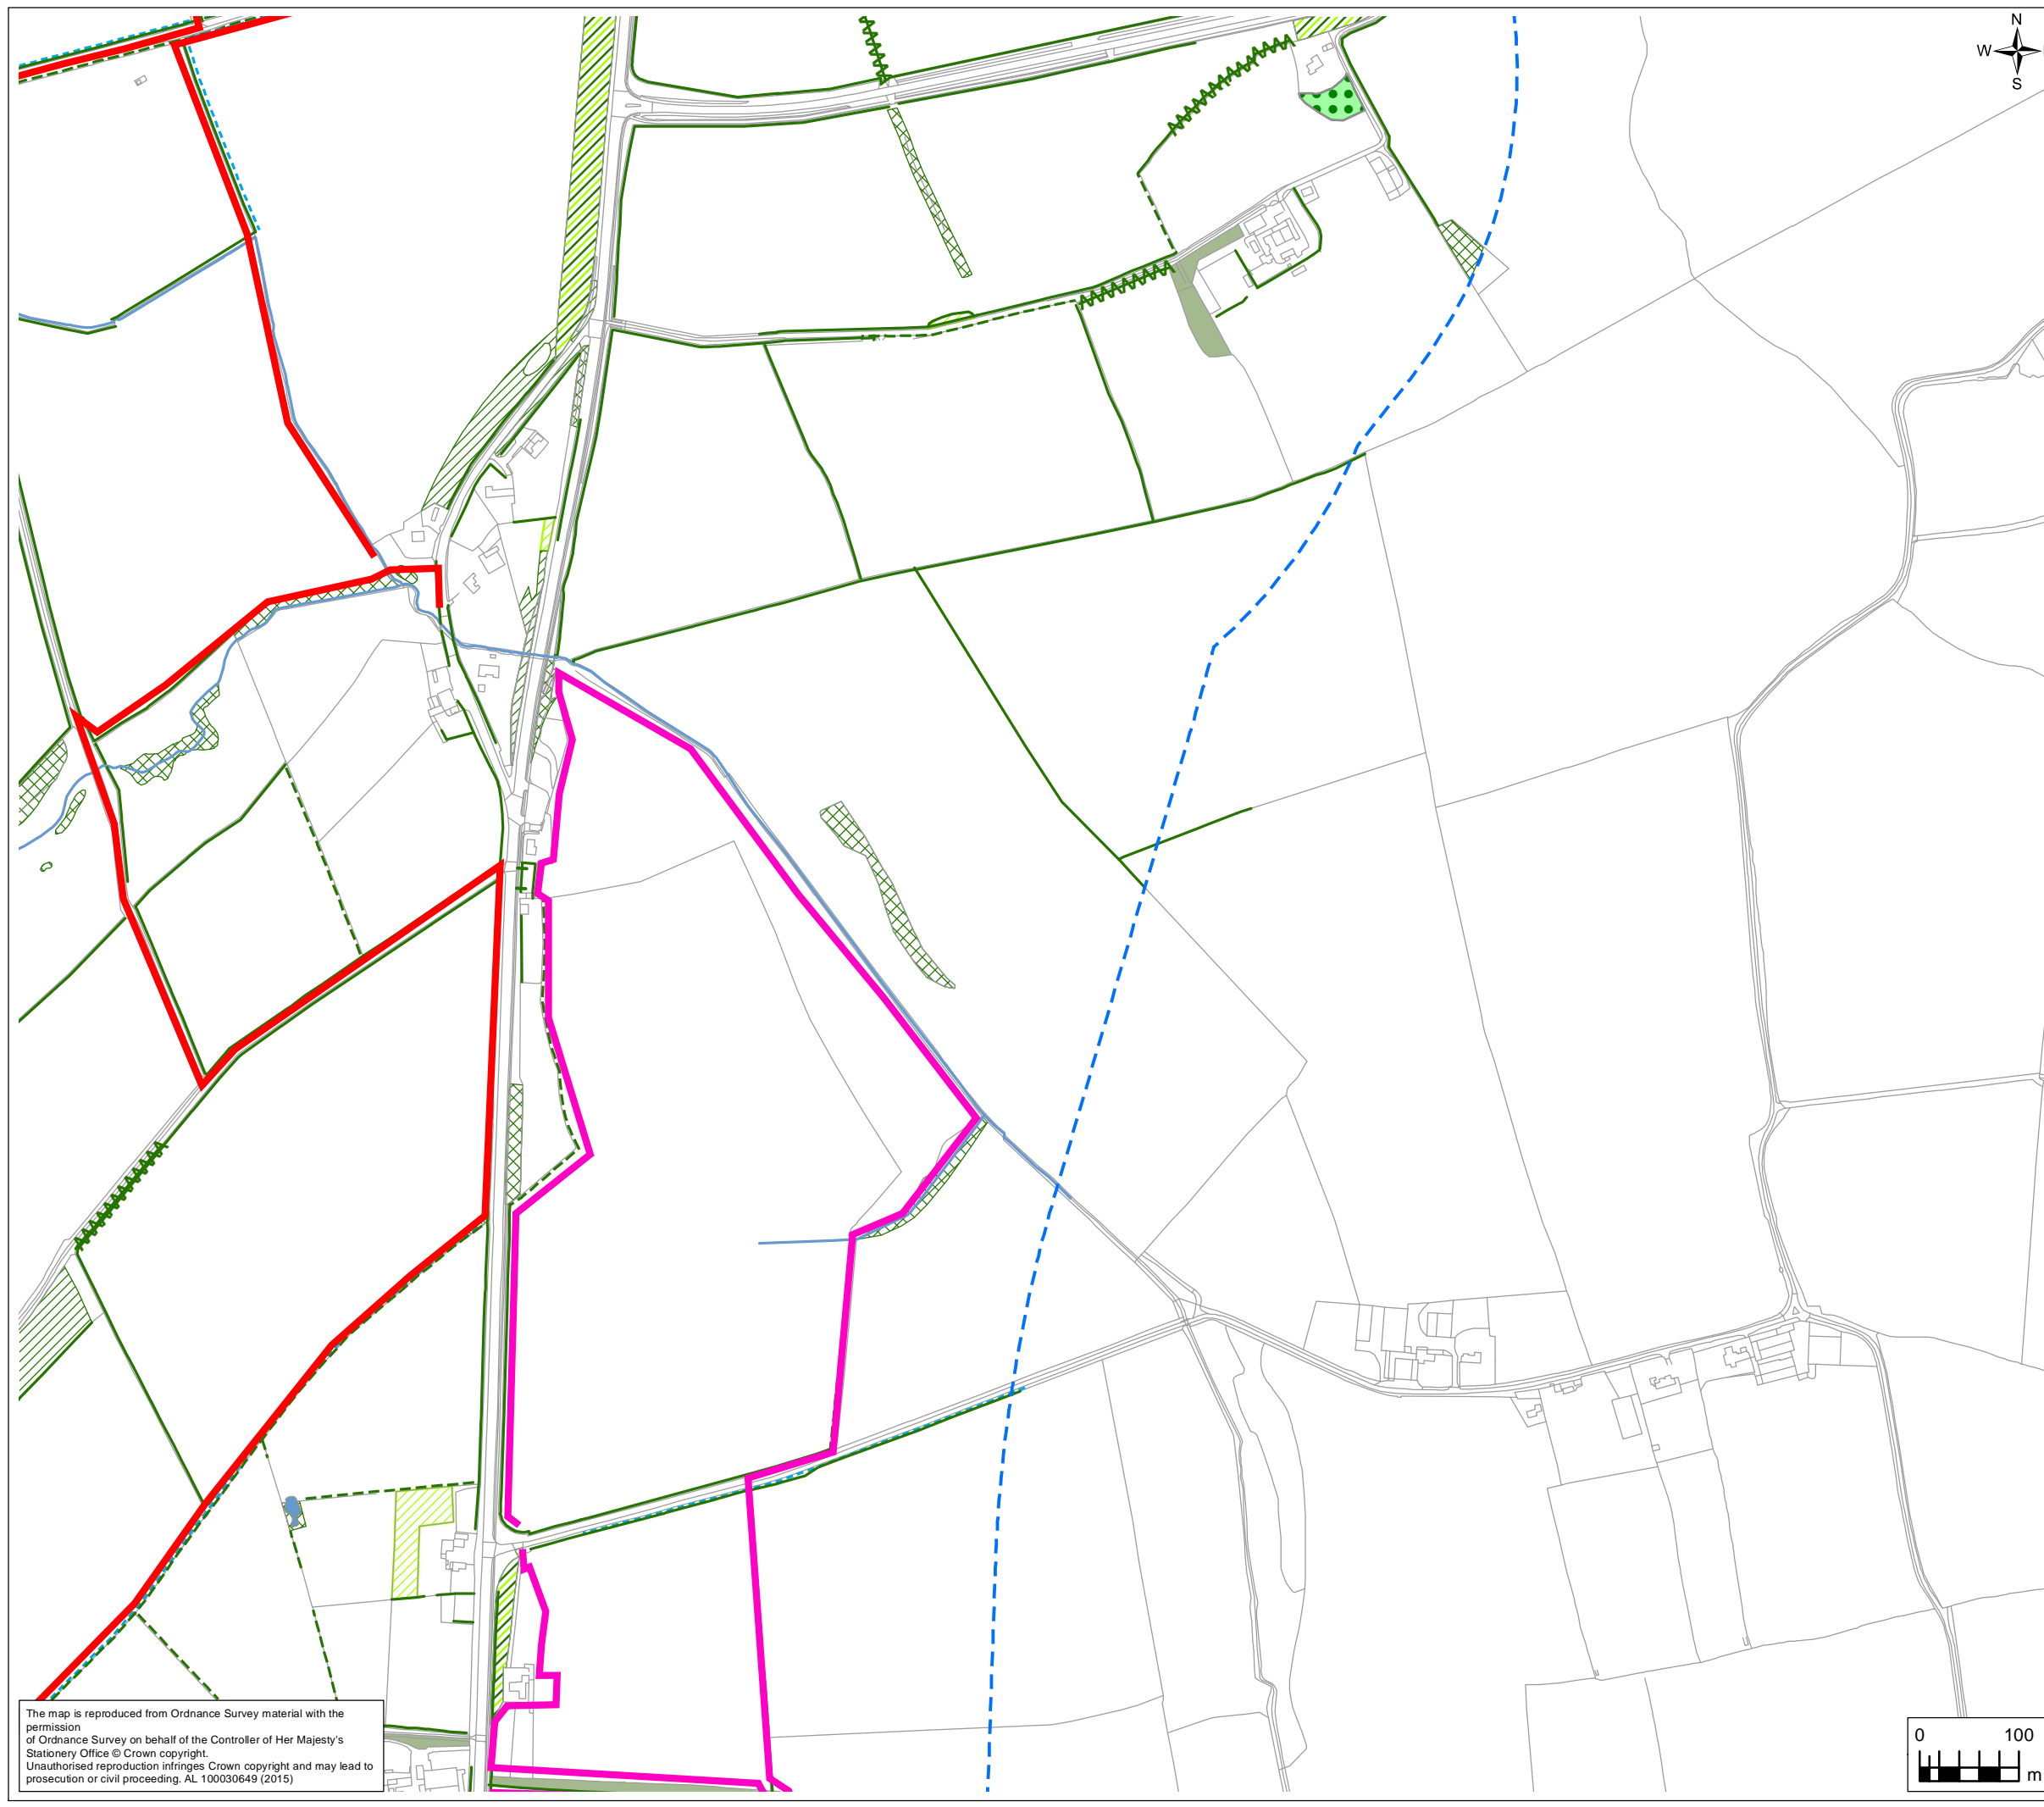 N
W
S
The map is reproduced from Ordnance Survey material with the
permission
of Ordnance Survey on behalf of the Controller of Her Majesty's
Stationery Office © Crown copyright.
Unauthorised reproduction infringes Crown copyright and may lead to
prosecution or civil proceeding. AL 100030649 (2015)
0 100
m